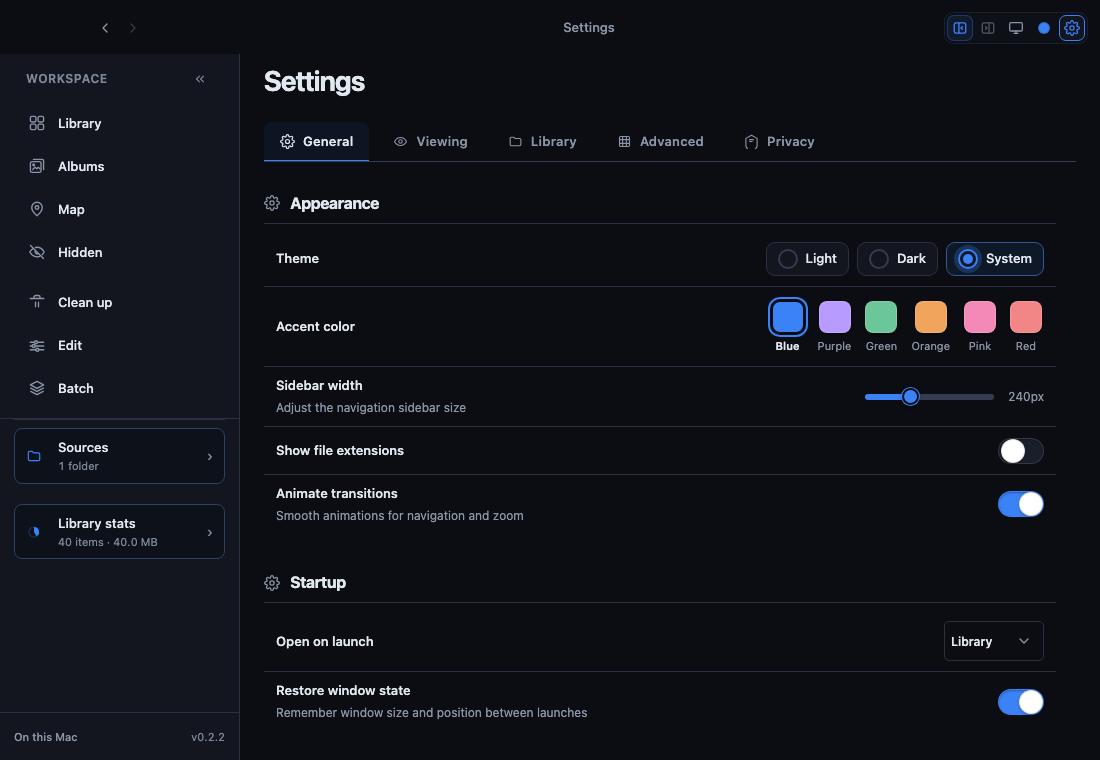 Settings
WORKSPACE
Library
Albums
Map
Hidden
Clean up
Edit
Batch
Sources
1 folder
Library stats
40 items · 40.0 MB
On this Mac
v0.2.2
Settings
General
Viewing
Library
Advanced
Privacy
Appearance
Theme
Light
Dark
System
Accent color
Blue
Purple
Green
Orange
Pink
Red
Sidebar width
Adjust the navigation sidebar size
240px
Show file extensions
Animate transitions
Smooth animations for navigation and zoom
Startup
Open on launch
Library
Restore window state
Remember window size and position between launches